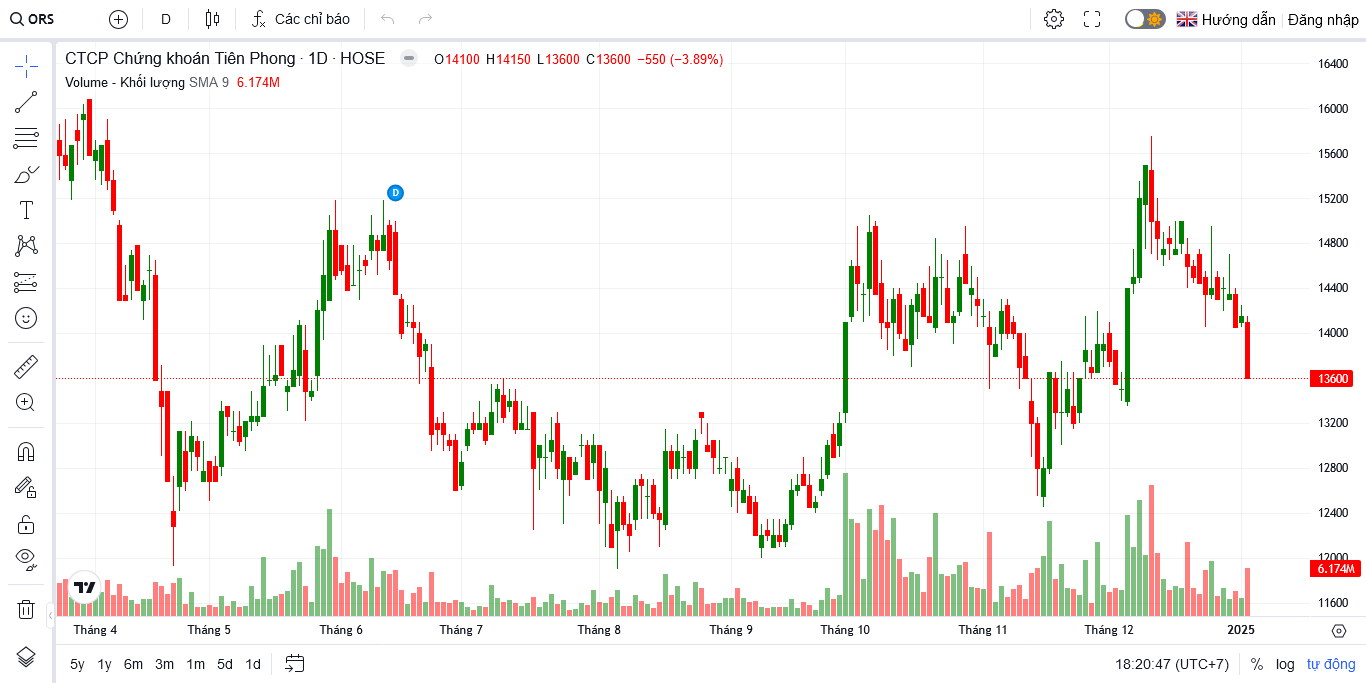 ORS D Các chỉ báo Hướng dẫn Đăng nhập
CTCP Chứng khoán Tiên Phong · 1D · HOSE O14100 H14150 L13600 C13600 −550 (−3.89%)
Volume - Khối lượng SMA 9 6.174M
D
16400
16000
15600
15200
14800
14400
14000
13600
13200
12800
12400
12000
6.174M
11600
Tháng 4 Tháng 5 Tháng 6 Tháng 7 Tháng 8 Tháng 9 Tháng 10 Tháng 11 Tháng 12 2025
5y 1y 6m 3m 1m 5d 1d 18:20:47 (UTC+7) % log tự động